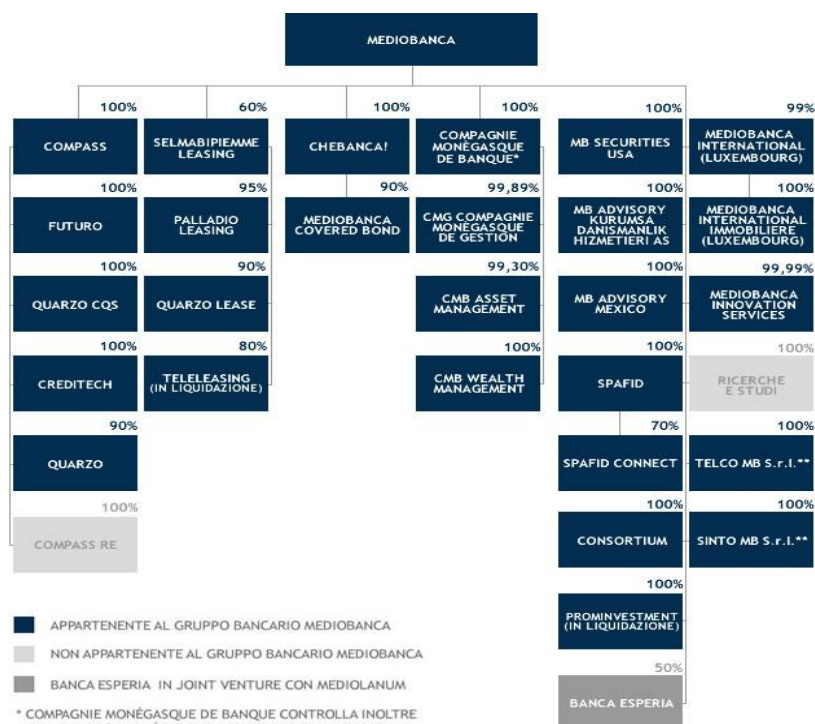 MEDIOBANCA
100%
COMPASS
100%
FUTURO
100%
QUARZO CQS
100%
CREDITECH
90%
QUARZO
100%
COMPASS RE
60%
SELMABIPIEMME
LEASING
95%
PALLADIO
LEASING
90%
QUARZO LEASE
80%
TELELEASING
(IN LIQUIDAZIONE)
100%
CHEBANCA!
90%
MEDIOBANCA
COVERED BOND
100%
COMPAGNIE
MONÉGASQUE
DE BANQUE*
99,89%
CMG COMPAGNIE
MONÉGASQUE
DE GESTIÓN
99,30%
CMB ASSET
MANAGEMENT
100%
CMB WEALTH
MANAGEMENT
100%
MB SECURITIES
USA
100%
MB ADVISORY
KURUMSA
DANISMANLIK
HIZMETIERI AS
100%
MB ADVISORY
MEXICO
100%
SPAFID
70%
SPAFID CONNECT
100%
CONSORTIUM
100%
PROMINVESTMENT
(IN LIQUIDAZIONE)
50%
BANCA ESPERIA
99%
MEDIOBANCA
INTERNATIONAL
(LUXEMBOURG)
100%
MEDIOBANCA
INTERNATIONAL
IMMOBILIERE
(LUXEMBOURG)
99,99%
MEDIOBANCA
INNOVATION
SERVICES
100%
RICERCHE
E STUDI
100%
TELCO MB S.r.l.**
100%
SINTO MB S.r.l.**
APPARTENENTE AL GRUPPO BANCARIO MEDIOBANCA
NON APPARTENENTE AL GRUPPO BANCARIO MEDIOBANCA
BANCA ESPERIA IN JOINT VENTURE CON MEDIOLANUM
* COMPAGNIE MONÉGASQUE DE BANQUE CONTROLLA INOLTRE